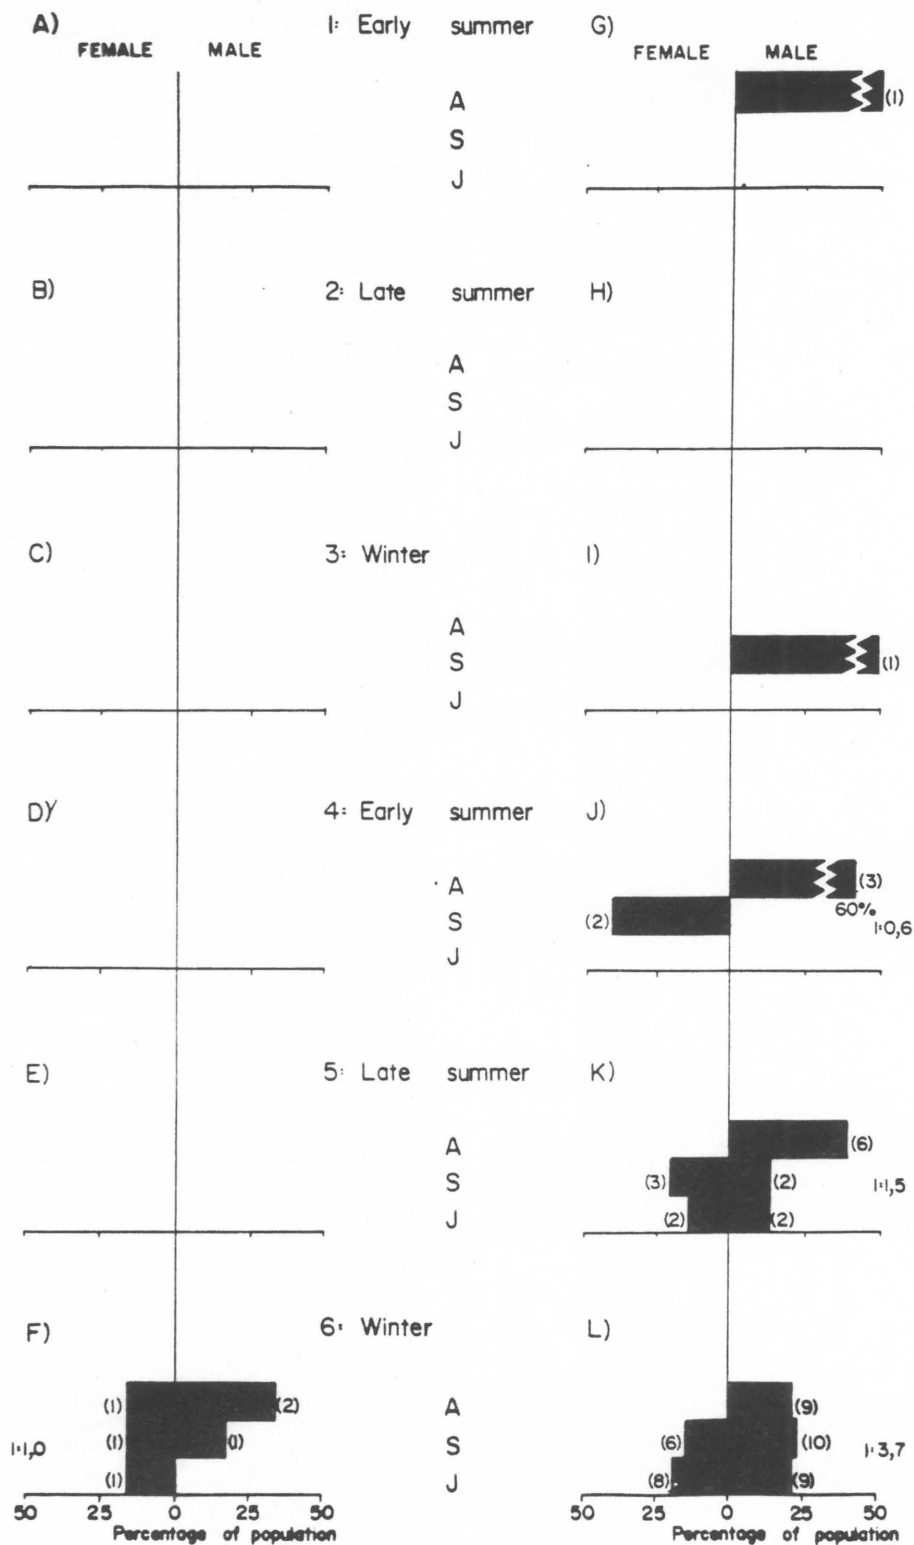 A) 1: Early summer G)
FEMALE MALE FEMALE MALE
A (1)
S
J
B) 2: Late summer H)
A
S
J
C) 3: Winter I)
A
S (1)
J
D) 4: Early summer J)
A (3)
60%
(2) S 1:0,6
J
E) 5: Late summer K)
A (6)
S (3) (2) 1:1,5
J (2) (2)
F) 6: Winter L)
(1) (2) A (9)
1:1,0 (1) (1) S (6) (10) 1:3,7
(1) J (8) (9)
50 25 0 25 50 50 25 0 25 50
Percentage of population Percentage of population